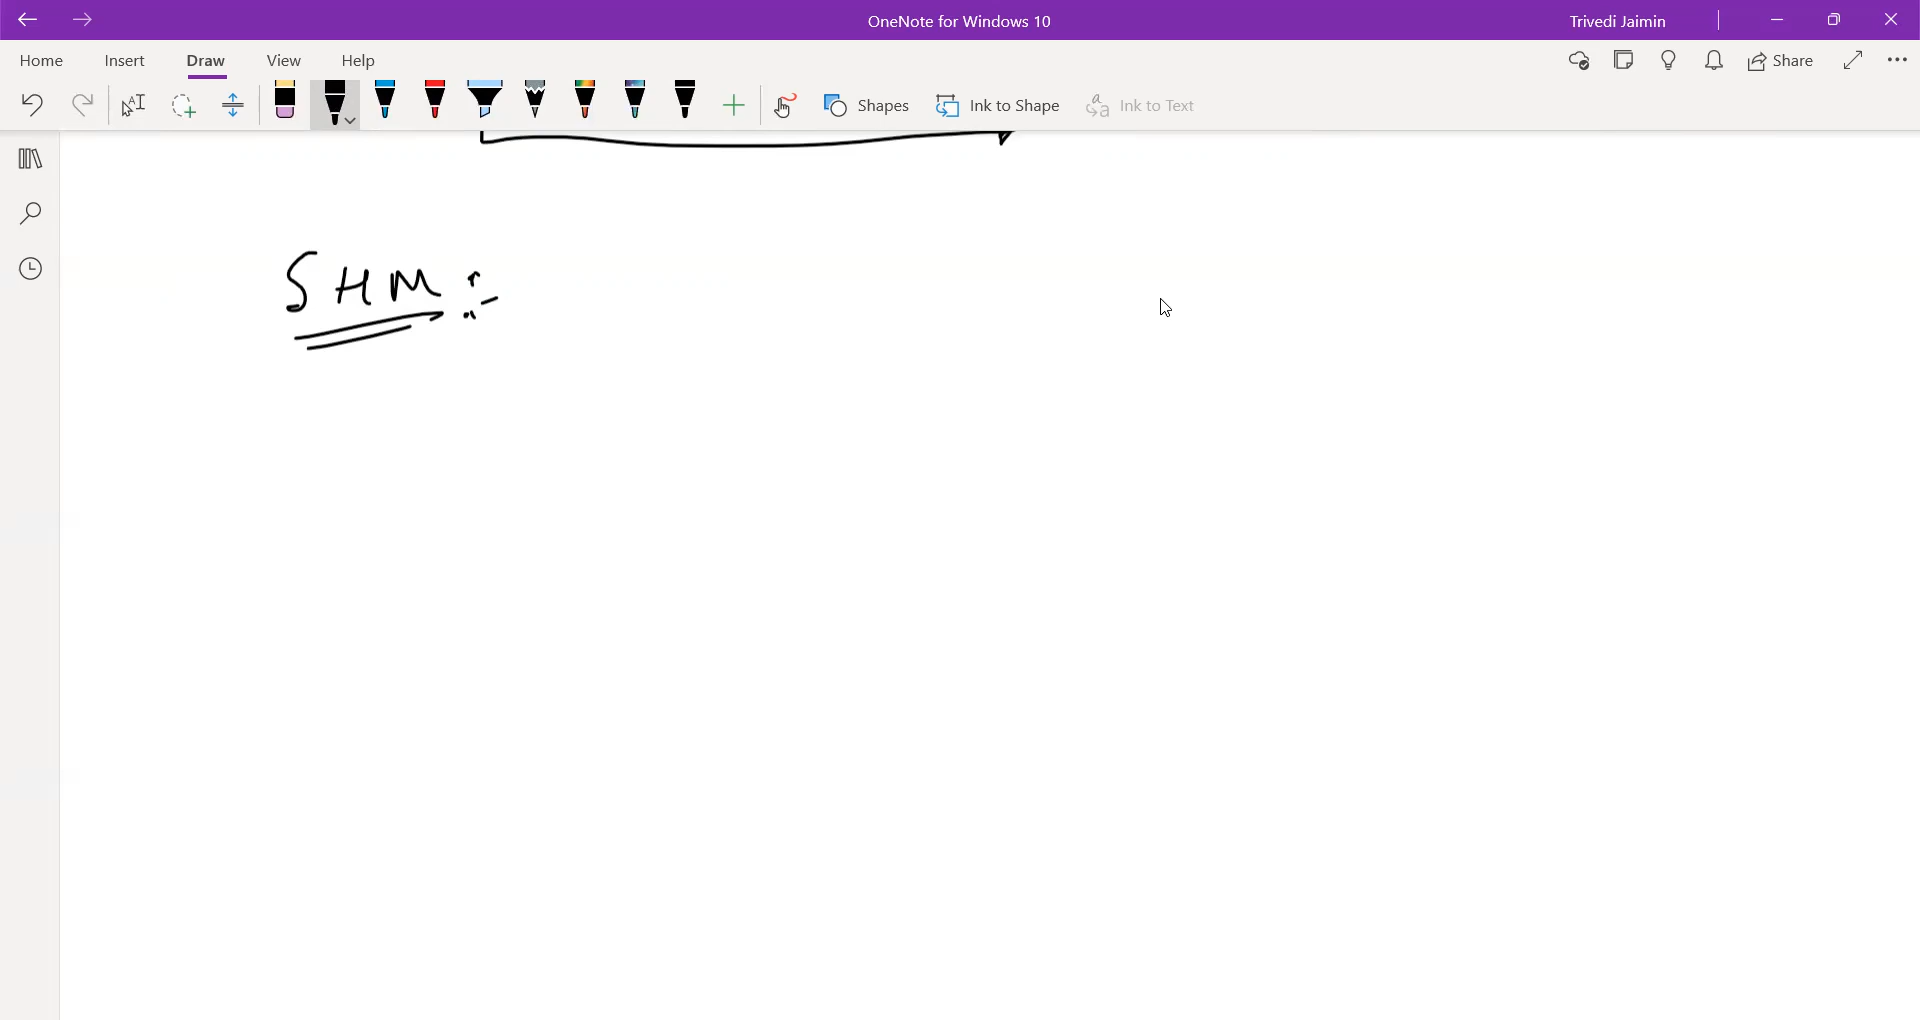 OneNote for Windows 10
Trivedi Jaimin
Home Insert Draw View Help
Share
Shapes Ink to Shape Ink to Text
SHM :-